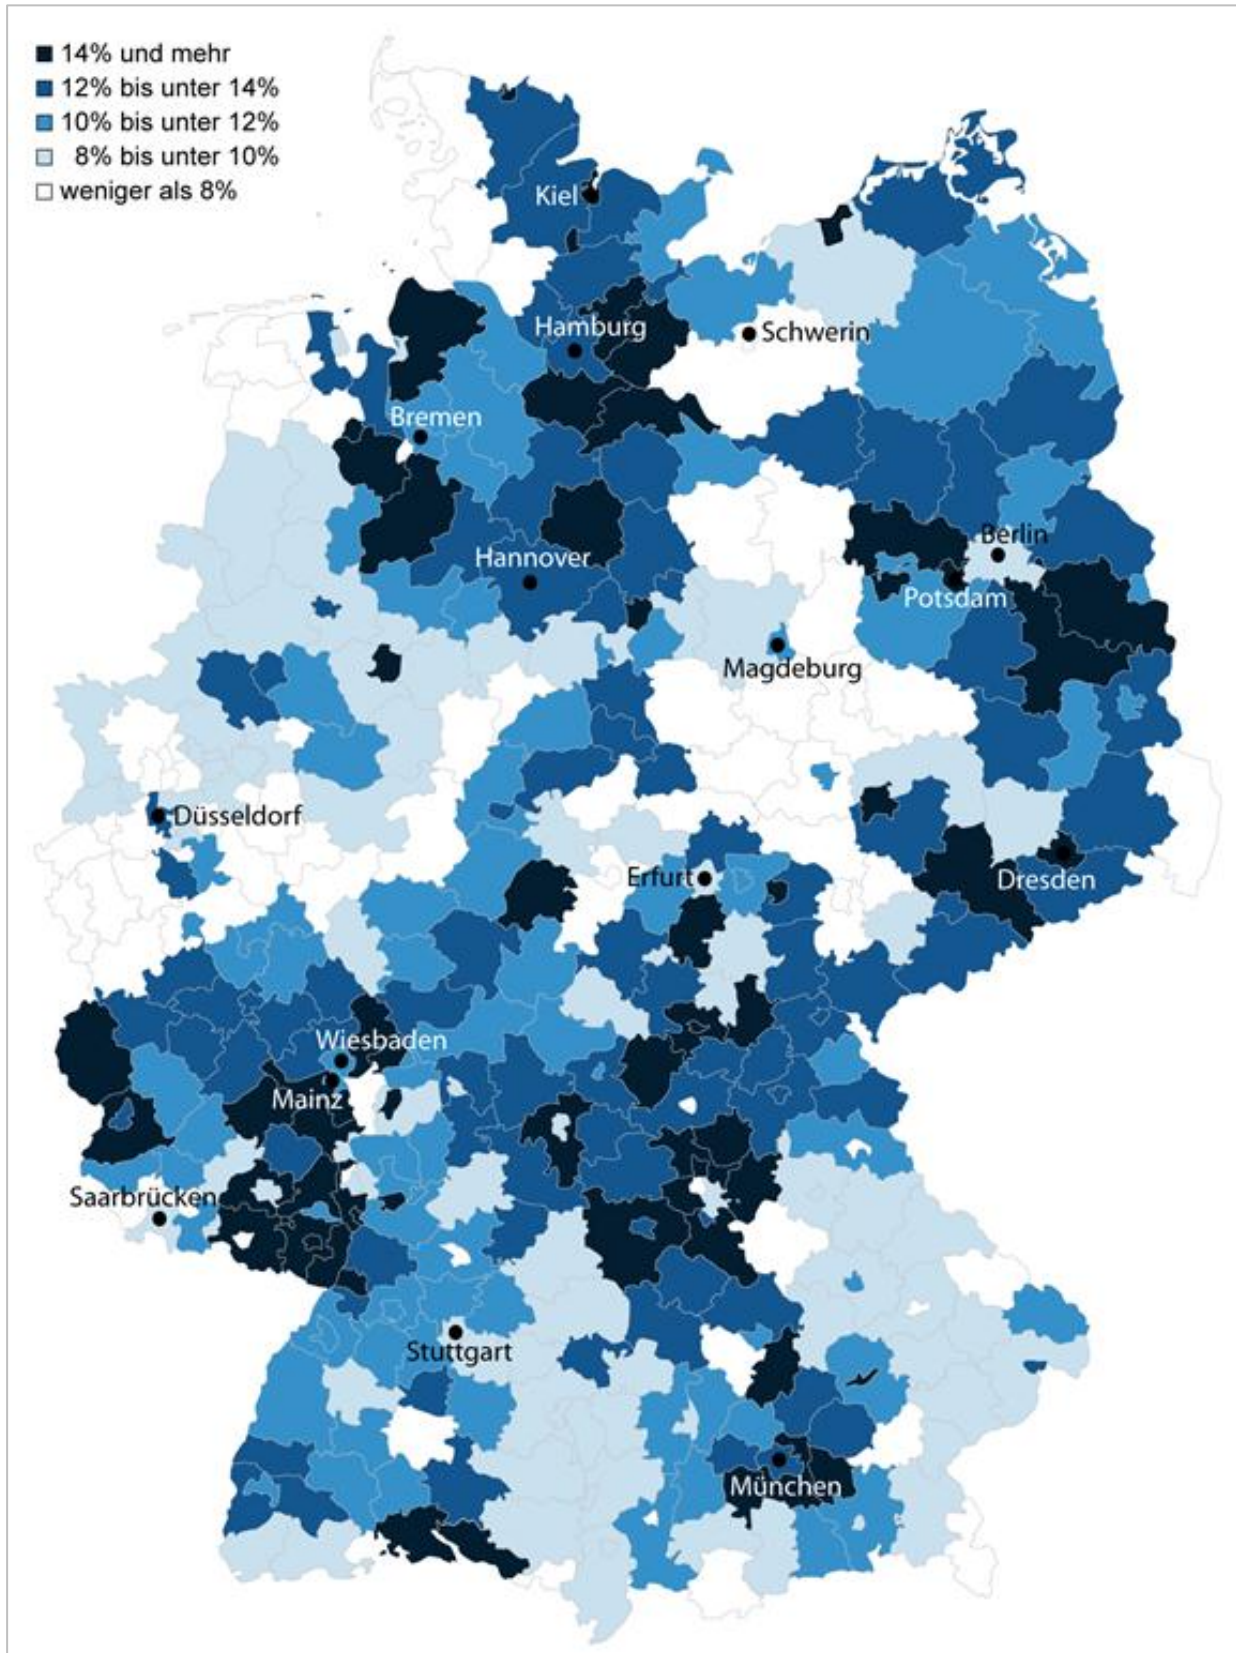 14% und mehr
12% bis unter 14%
10% bis unter 12%
8% bis unter 10%
weniger als 8%
Kiel
Schwerin
Hamburg
Bremen
Berlin
Hannover
Potsdam
Magdeburg
Düsseldorf
Erfurt
Dresden
Wiesbaden
Mainz
Saarbrücken
Stuttgart
München